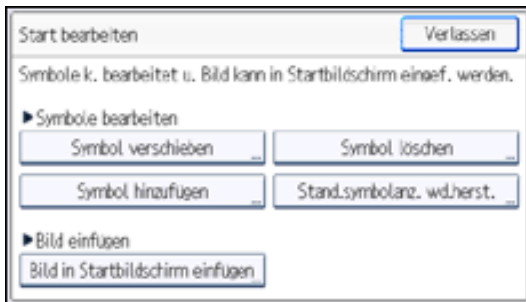 Start bearbeiten Verlassen
Symbole k. bearbeitet u. Bild kann in Startbildschirm eingef. werden.
►Symbole bearbeiten
Symbol verschieben Symbol löschen
Symbol hinzufügen Stand.symbolanz. wd.herst.
►Bild einfügen
Bild in Startbildschirm einfügen